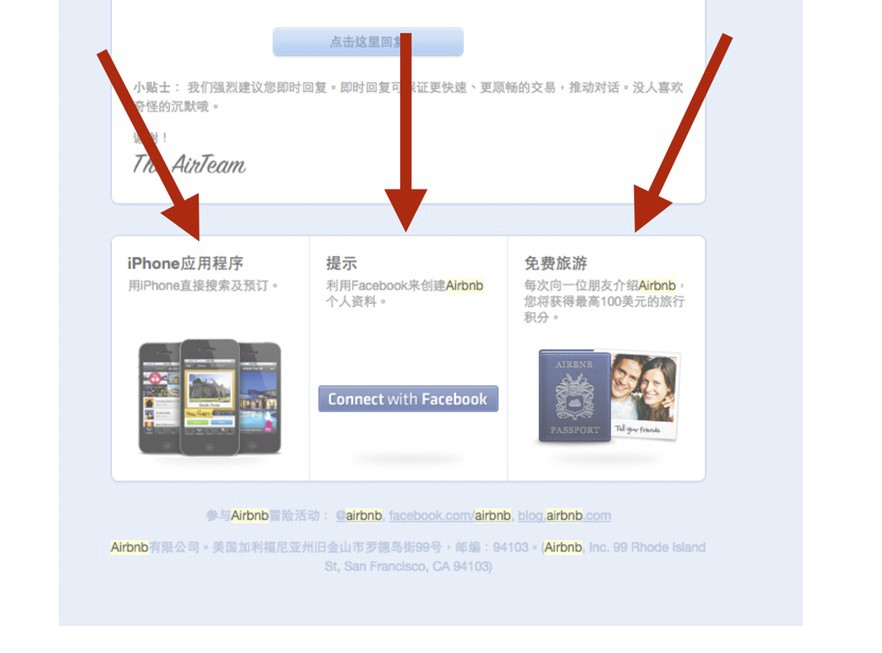 点击这里回复
小贴士： 我们强烈建议您即时回复。即时回复可保证更快速、更顺畅的交易，推动对话。没人喜欢
奇怪的沉默哦。
谢谢！
The AirTeam
iPhone应用程序
用iPhone直接搜索及预订。
提示
利用Facebook来创建Airbnb
个人资料。
Connect with Facebook
免费旅游
每次向一位朋友介绍Airbnb，
您将获得最高100美元的旅行
积分。
AIRBNB
PASSPORT
Tell your friends
参与Airbnb冒险活动： @airbnb, facebook.com/airbnb, blog.airbnb.com
Airbnb有限公司。美国加利福尼亚州旧金山市罗德岛街99号，邮编：94103。(Airbnb, Inc. 99 Rhode Island
St, San Francisco, CA 94103)